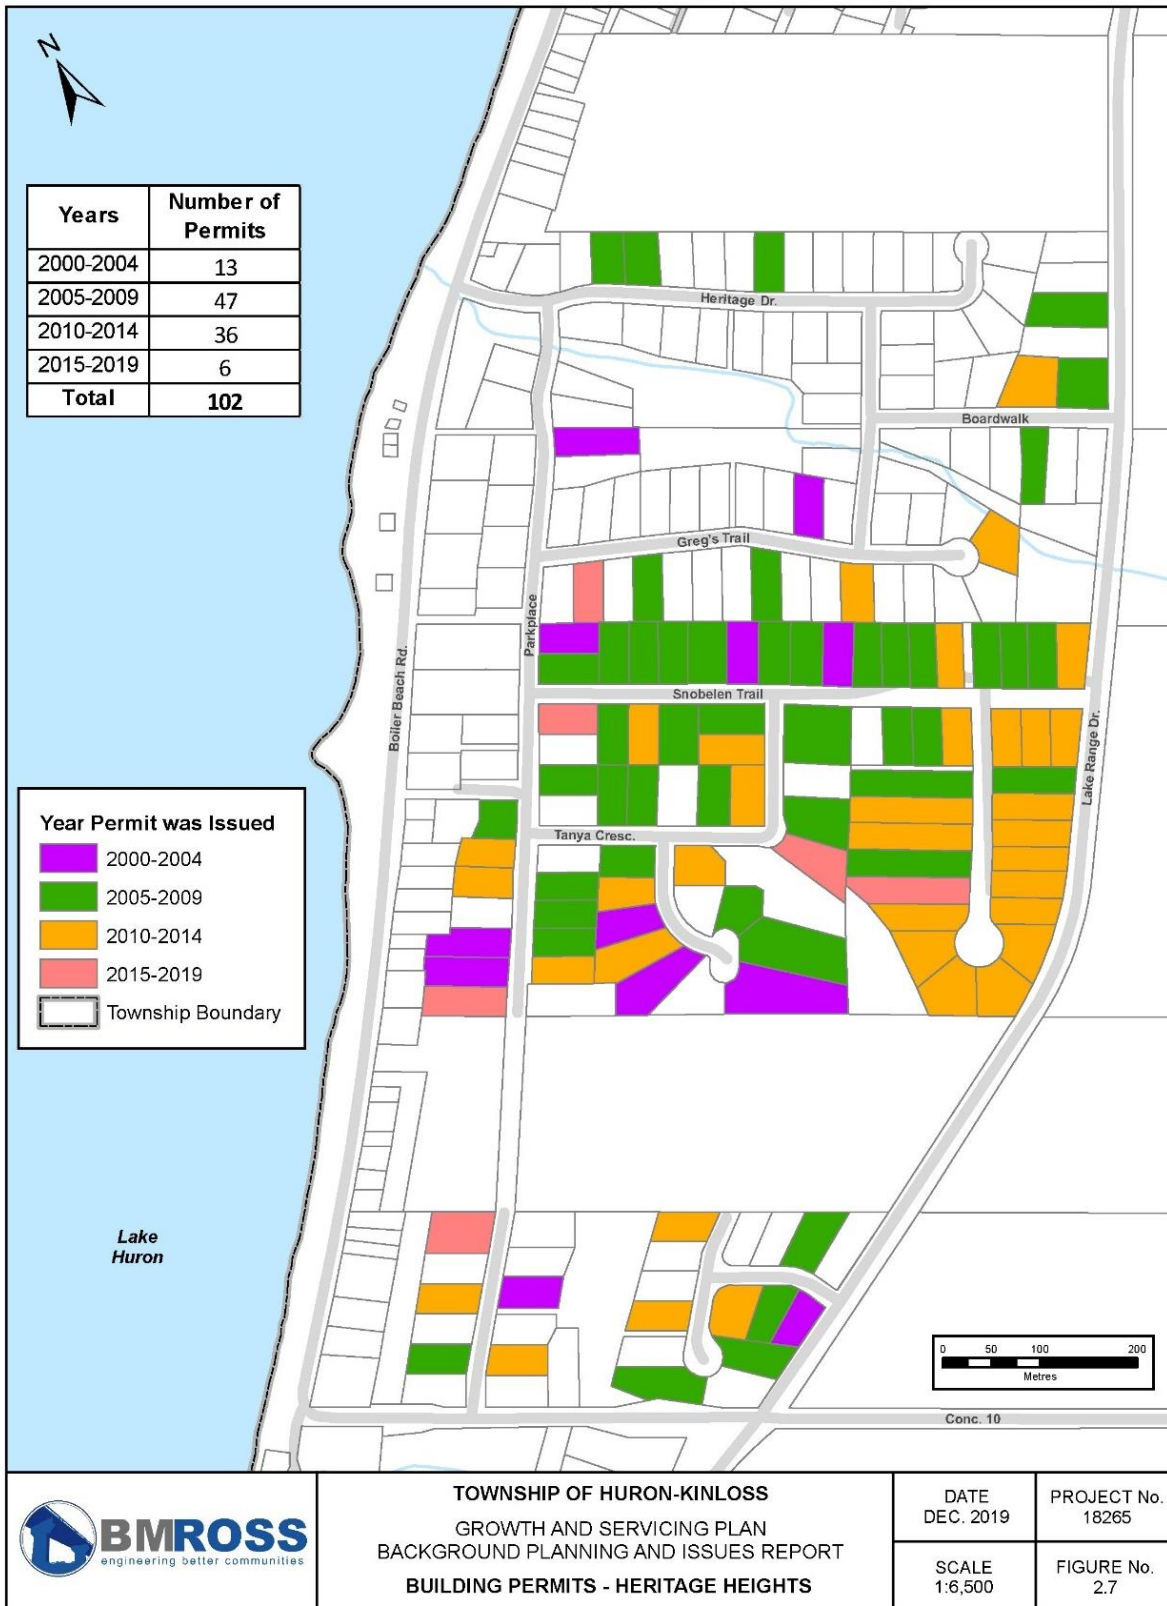 N
Years Number of
Permits
2000-2004 13
2005-2009 47
2010-2014 36
2015-2019 6
Total 102
Heritage Dr.
Boardwalk
Greg's Trail
Parkplace
Boiler Beach Rd.
Snobelen Trail
Lake Range Dr.
Tanya Cresc.
Year Permit was Issued
2000-2004
2005-2009
2010-2014
2015-2019
Township Boundary
Lake
Huron
0 50 100 200
Metres
Conc. 10
BMROSS
engineering better communities
TOWNSHIP OF HURON-KINLOSS
GROWTH AND SERVICING PLAN
BACKGROUND PLANNING AND ISSUES REPORT
BUILDING PERMITS - HERITAGE HEIGHTS
DATE
DEC. 2019
PROJECT No.
18265
SCALE
1:6,500
FIGURE No.
2.7